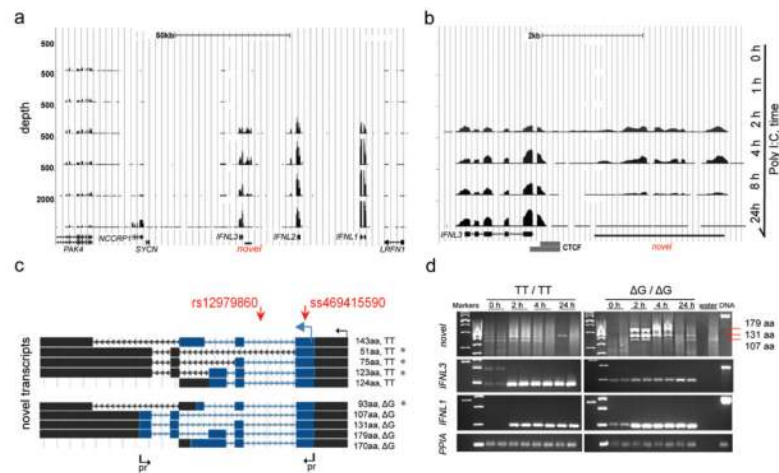 a
50kb
500
500
500
500
500
2000
depth
PAK4
NCCRP1
SYCN
IFNL3
novel
IFNL2
IFNL1
LRFN1
b
2kb
0 h
1 h
2 h
4 h
8 h
24h
Poly I:C, time
IFNL3
CTCF
novel
c
rs12979860
ss469415590
novel transcripts
143aa, TT
51aa, TT *
75aa, TT *
123aa, TT *
124aa, TT
93aa, ΔG *
107aa, ΔG
131aa, ΔG
179aa, ΔG
170aa, ΔG
pr
pr
d
TT / TT
ΔG / ΔG
Markers 0 h 2 h 4 h 24 h 0 h 2 h 4 h 24 h water DNA
novel
179 aa
131 aa
107 aa
IFNL3
IFNL1
PPIA